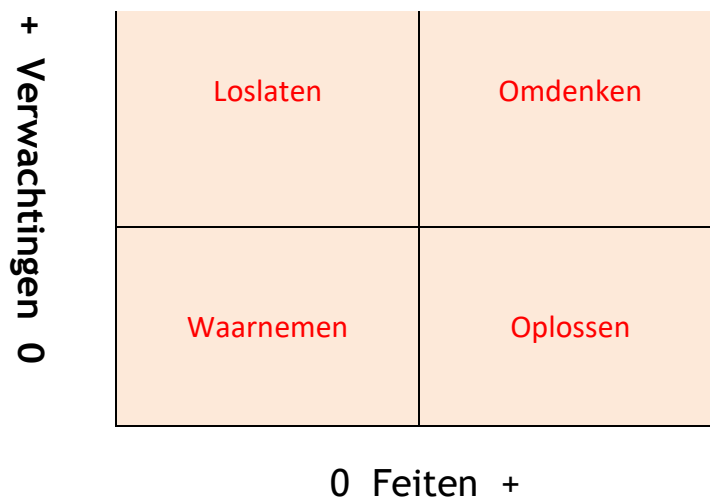 + Verwachtingen 0
Loslaten
Omdenken
Waarnemen
Oplossen
0 Feiten +